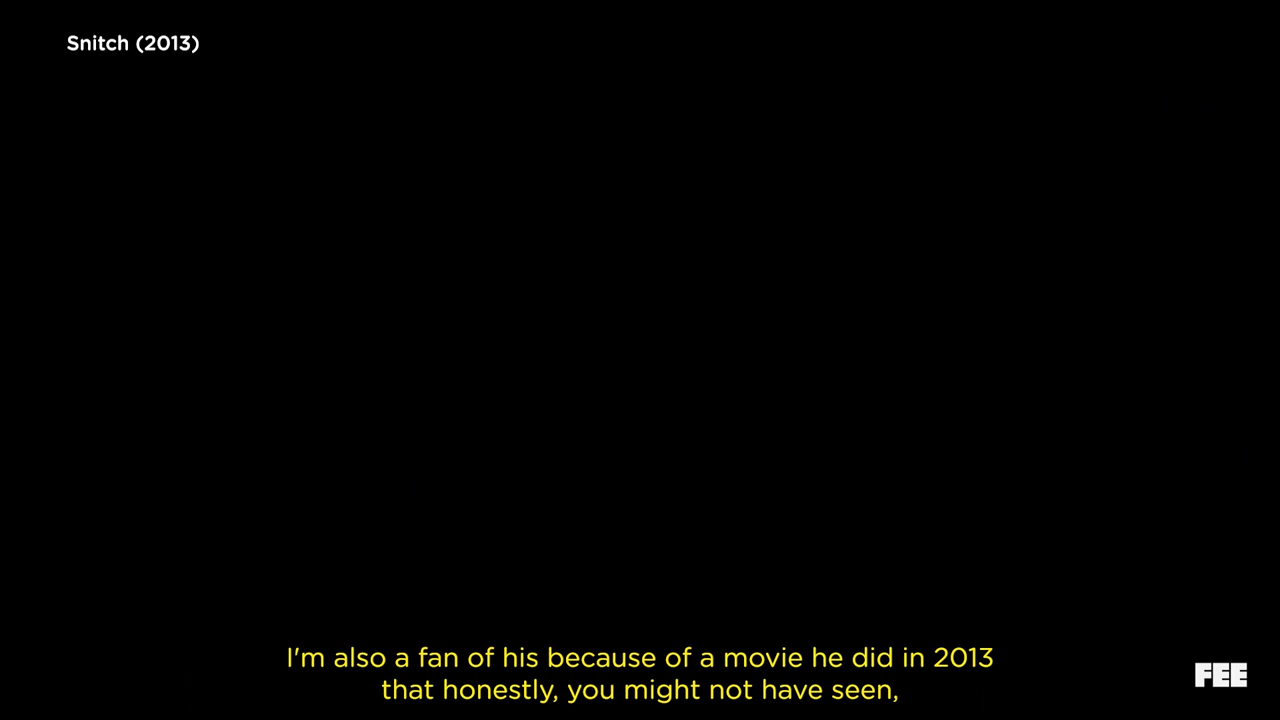 Snitch (2013)
I'm also a fan of his because of a movie he did in 2013
that honestly, you might not have seen,
FEE